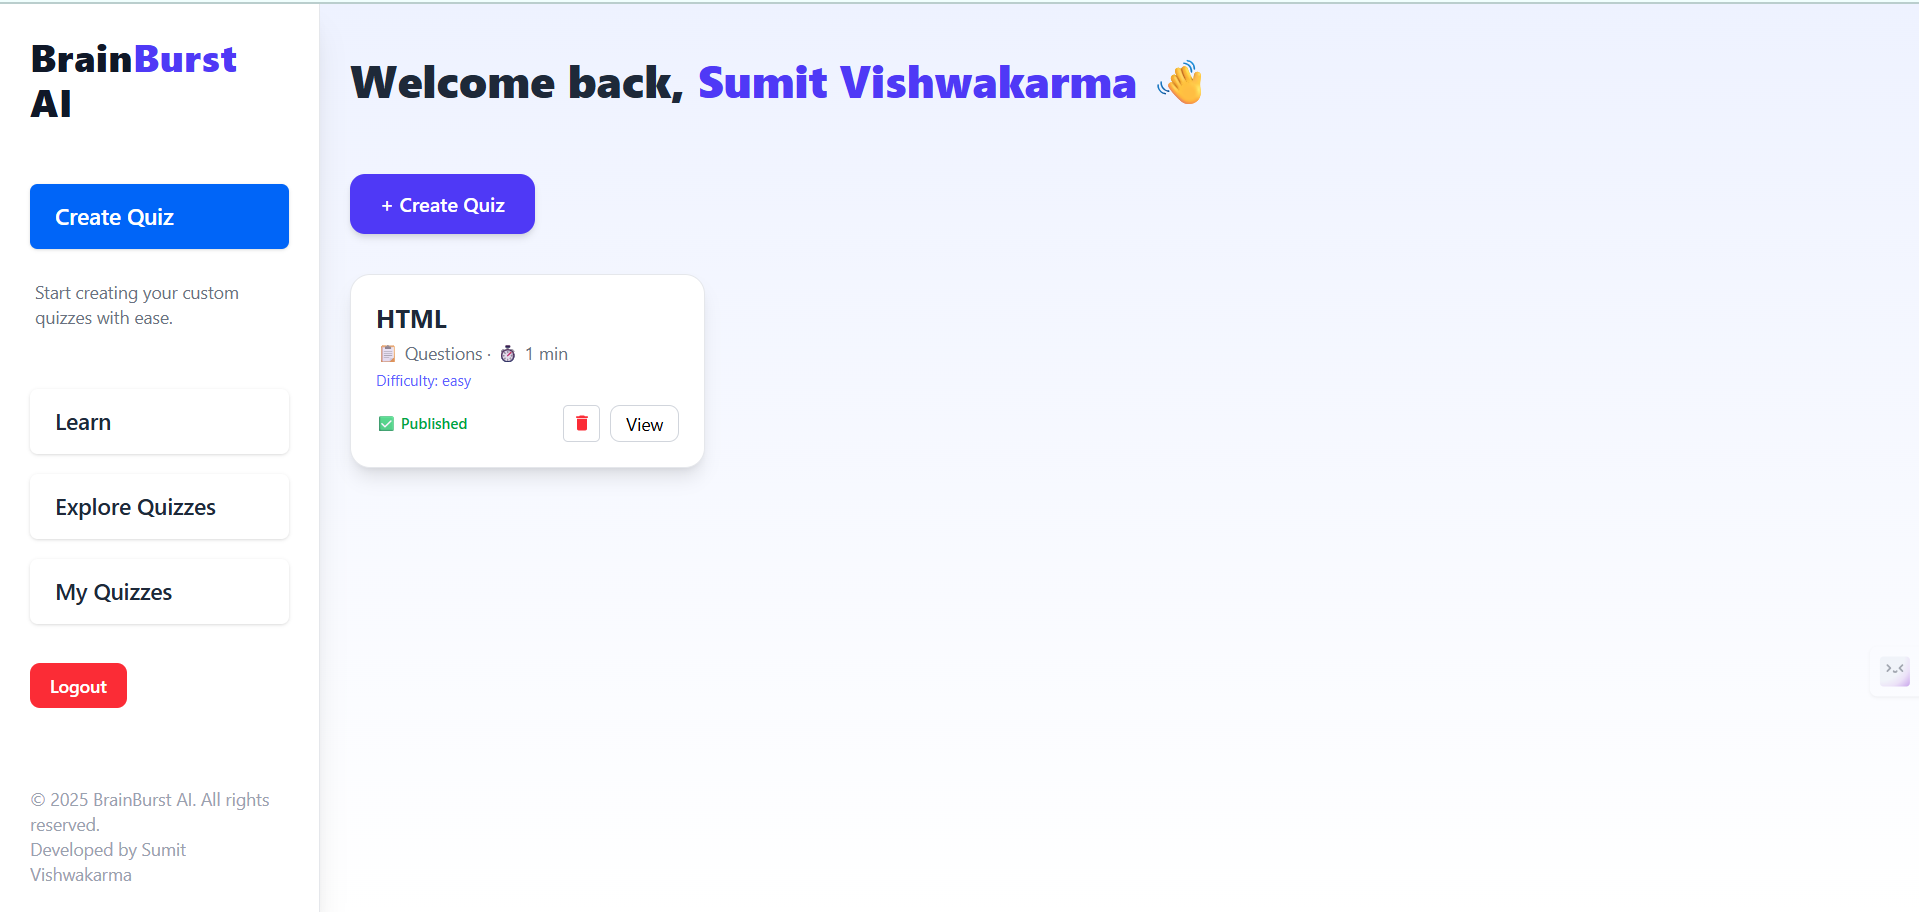 BrainBurst
AI
Create Quiz
Start creating your custom
quizzes with ease.
Learn
Explore Quizzes
My Quizzes
Logout
© 2025 BrainBurst AI. All rights
reserved.
Developed by Sumit
Vishwakarma
Welcome back, Sumit Vishwakarma 👋
+ Create Quiz
HTML
📋 Questions · ⏱ 1 min
Difficulty: easy
✅ Published
View